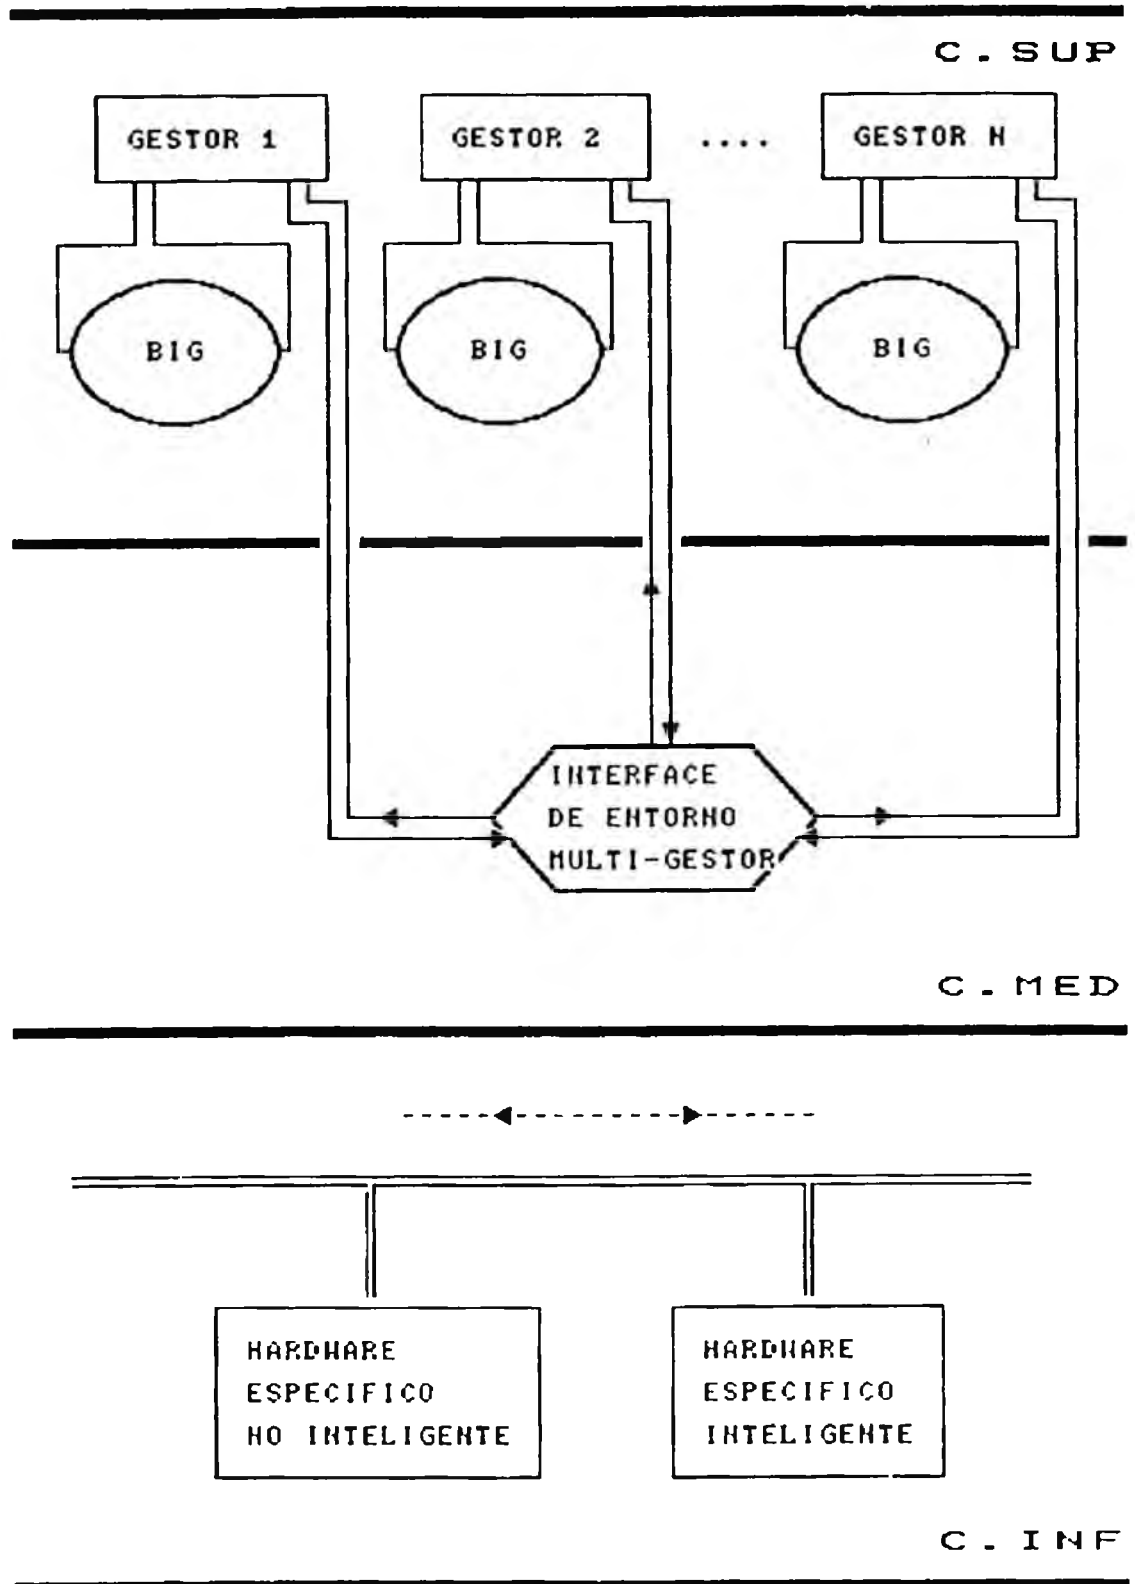 C. SUP
GESTOR 1
GESTOR 2
....
GESTOR N
BIG
BIG
BIG
INTERFACE
DE ENTORNO
MULTI-GESTOR
C. MED
HARDWARE
ESPECIFICO
NO INTELIGENTE
HARDWARE
ESPECIFICO
INTELIGENTE
C. INF